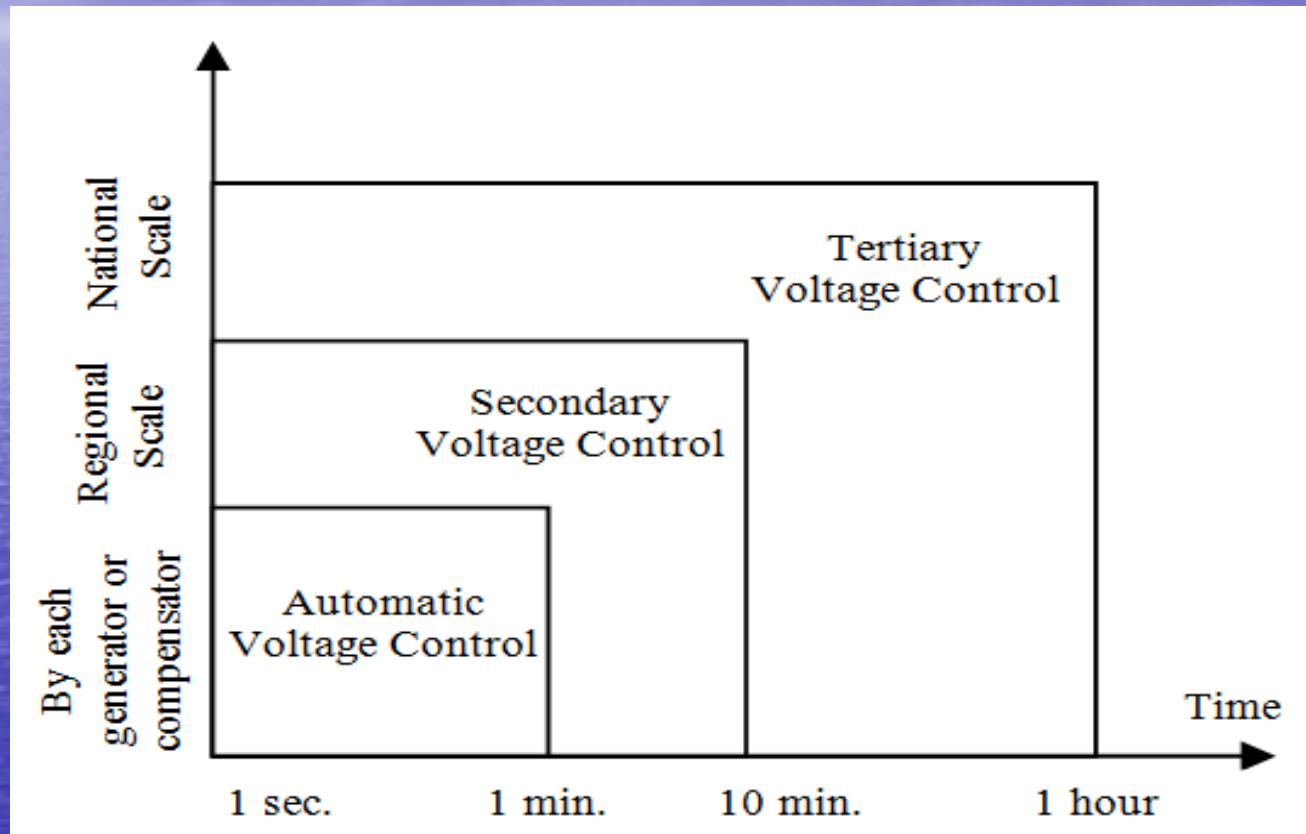 National
Scale
Tertiary
Voltage Control
Regional
Scale
Secondary
Voltage Control
By each
generator or
compensator
Automatic
Voltage Control
Time
1 sec.
1 min.
10 min.
1 hour